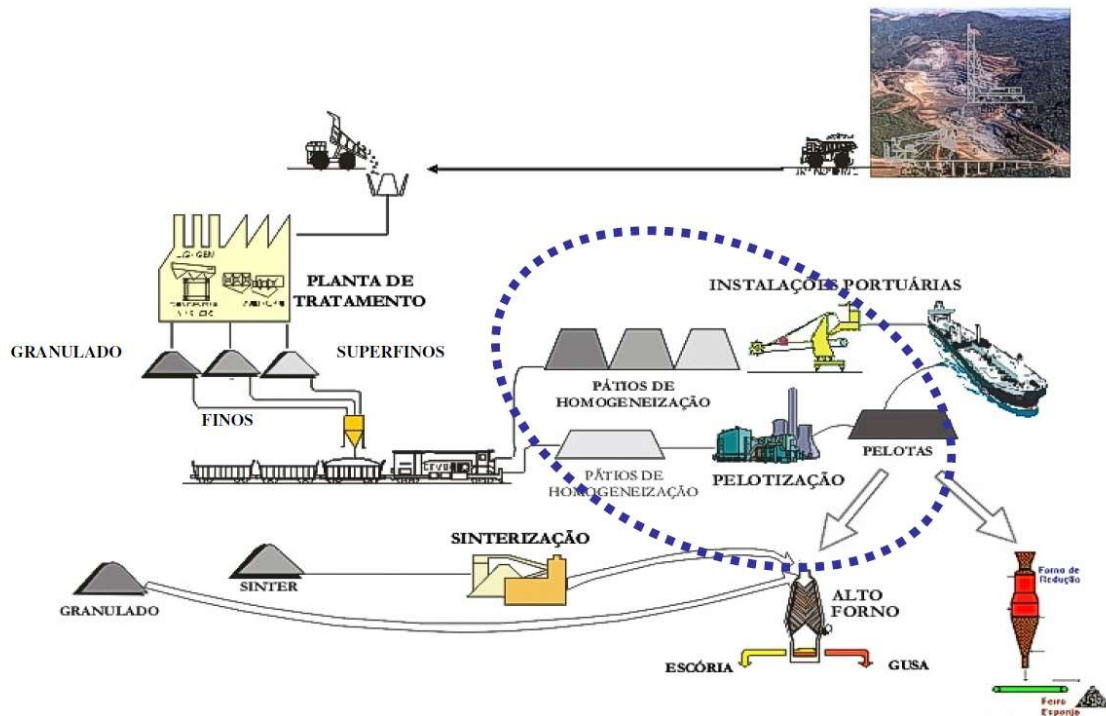 INSTALAÇÕES PORTUÁRIAS
PLANTA DE
TRATAMENTO
GRANULADO
SUPERFINOS
FINOS
PÁTIOS DE
HOMOGENEIZAÇÃO
PELOTAS
PÁTIOS DE
HOMOGENEIZAÇÃO
PELOTIZAÇÃO
SINTERIZAÇÃO
SINTER
GRANULADO
ALTO
FORNO
Forno de
Redução
ESCÓRIA
GUSA
Ferro
Esponja